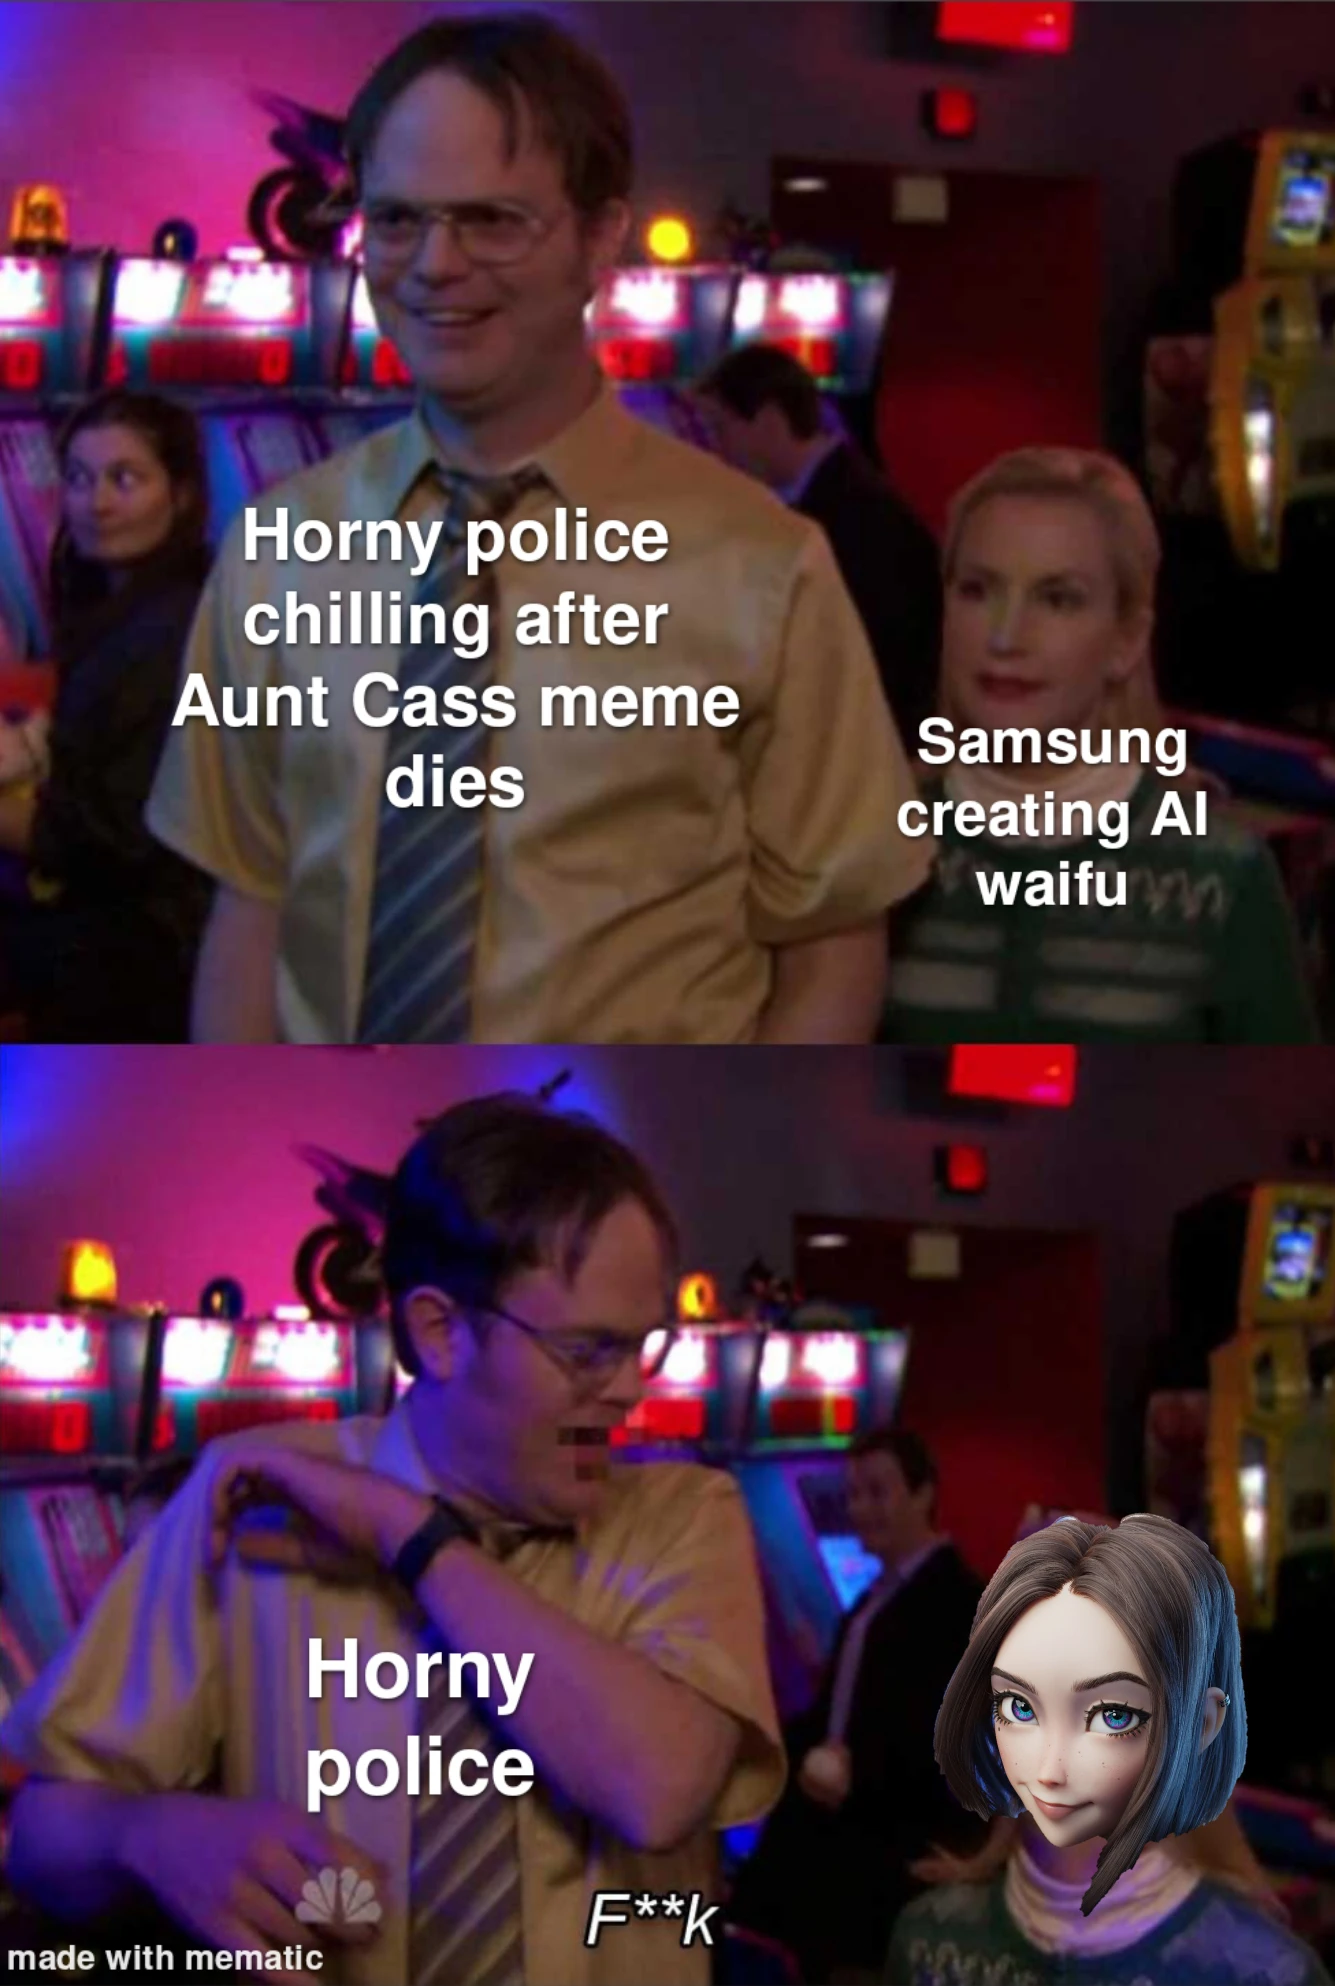 Horny police
chilling after
Aunt Cass meme
dies
Samsung
creating AI
waifu
Horny
police
F**k
made with mematic